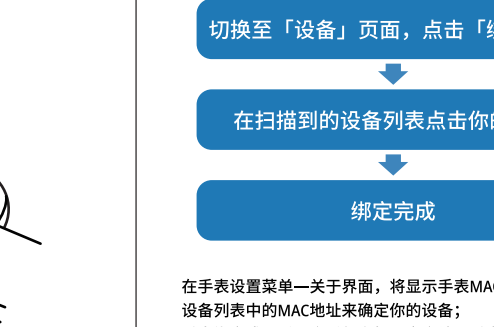 切换至「设备」页面，点击「
在扫描到的设备列表点击你
绑定完成
在手表设置菜单—关于界面，将显示手表MAC
设备列表中的MAC地址来确定你的设备；